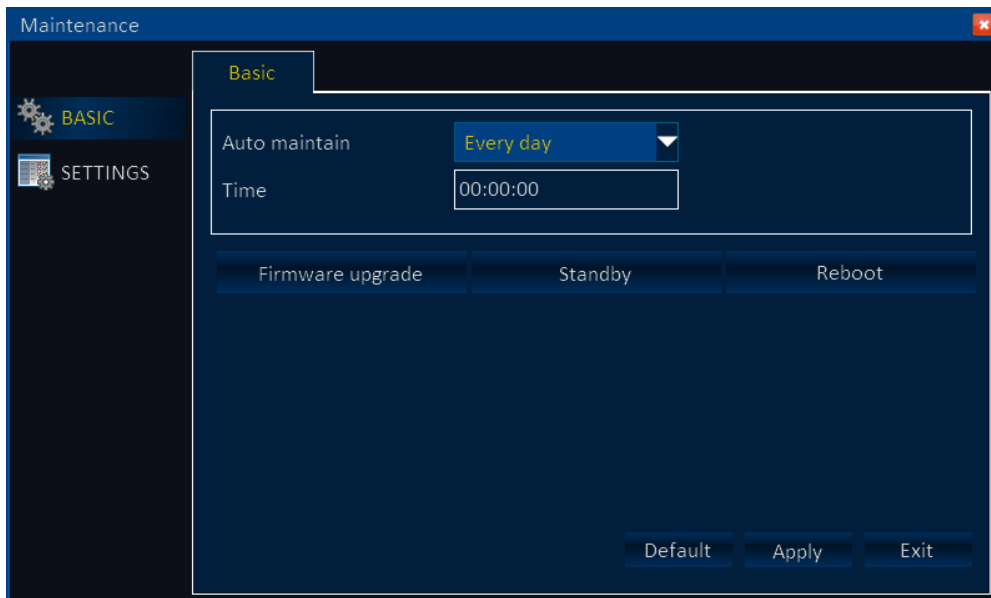 Maintenance
Basic
BASIC
SETTINGS
Auto maintain Every day
Time 00:00:00
Firmware upgrade Standby Reboot
Default Apply Exit